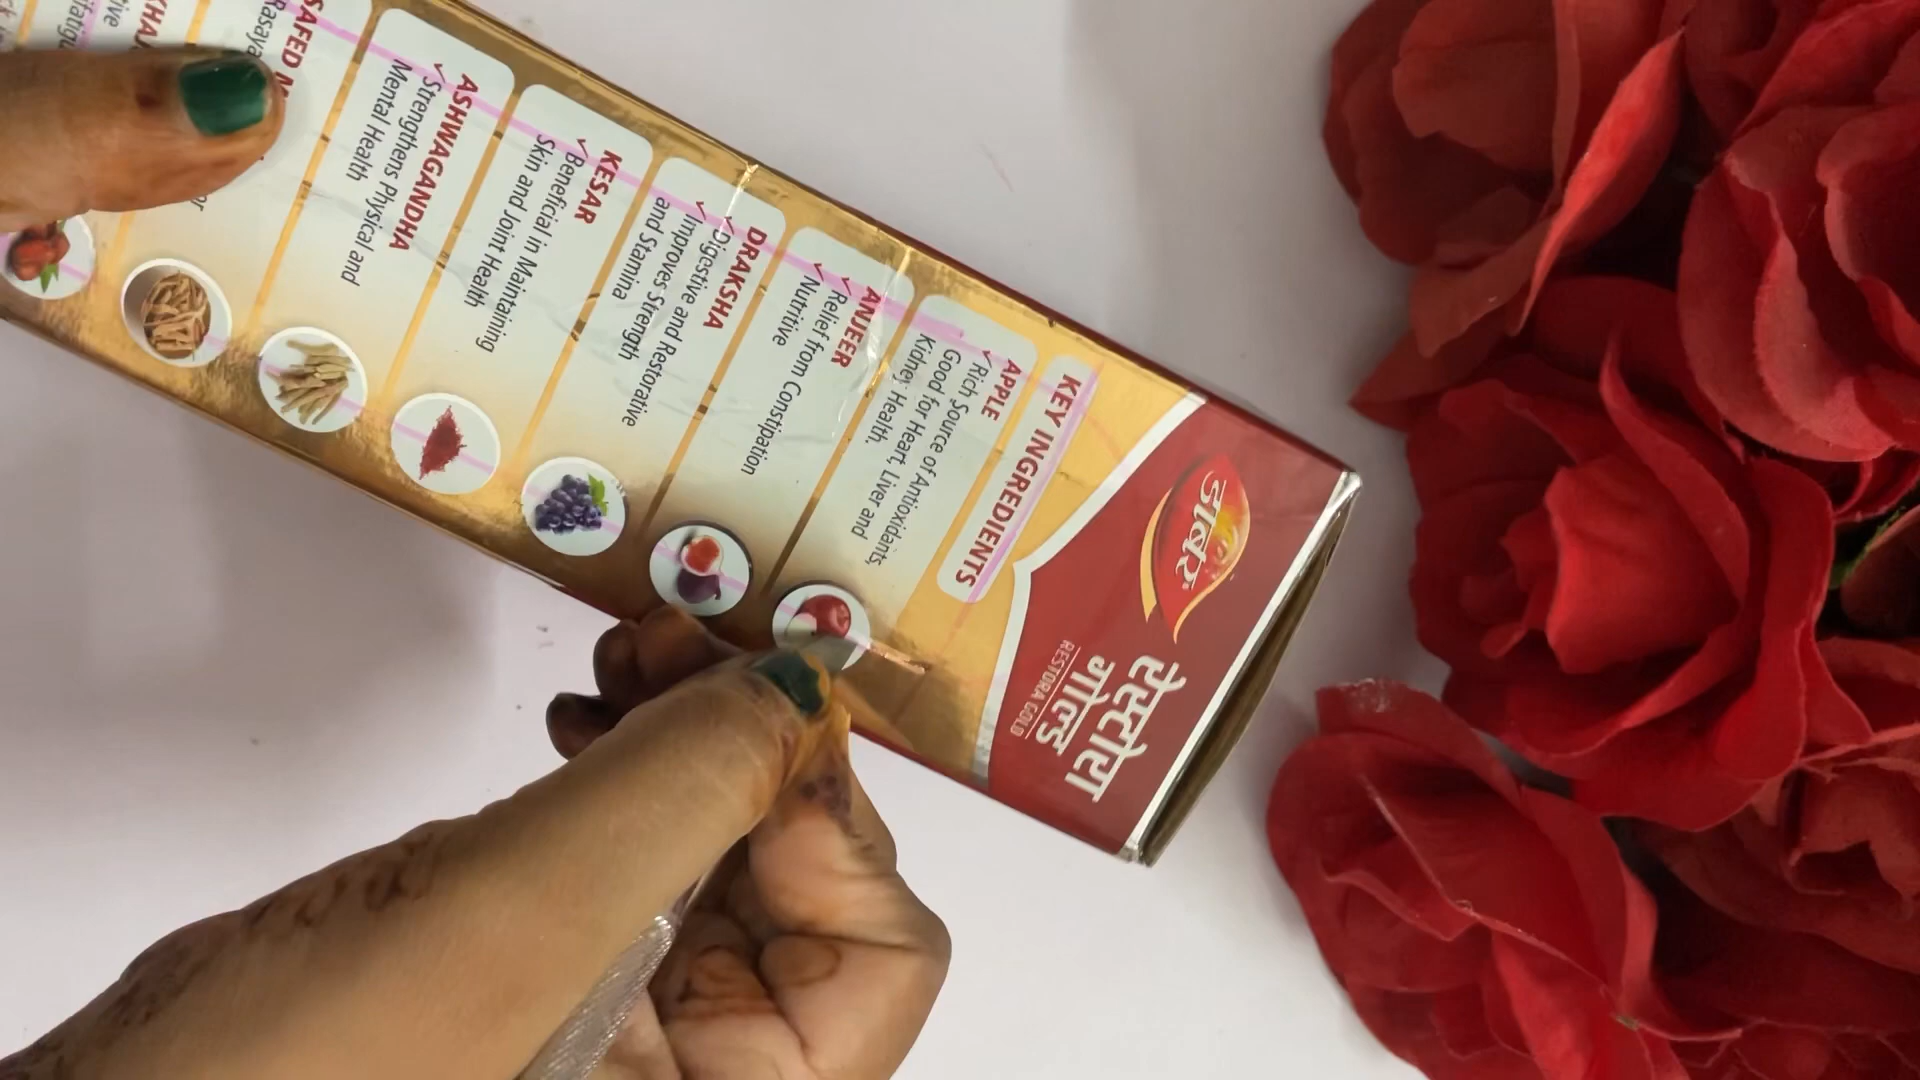 डाबर
रेस्टोरा
गोल्ड
RESTORA GOLD
KEY INGREDIENTS
APPLE
✓ Rich Source of Antioxidants,
Good for Heart, Liver and
Kidney Health.
ANJEER
✓ Relief from Constipation
✓ Nutritive
DRAKSHA
✓ Digestive and Restorative
✓ Improves Strength
and Stamina
KESAR
✓ Beneficial in Maintaining
Skin and Joint Health
ASHWAGANDHA
✓ Strengthens Physical and
Mental Health
SAFED